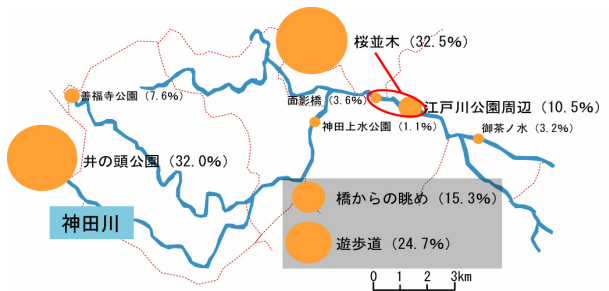 桜並木（32.5%）
善福寺公園（7.6%）
面影橋（3.6%）
江戸川公園周辺（10.5%）
神田上水公園（1.1%）
御茶ノ水（3.2%）
井の頭公園（32.0%）
橋からの眺め（15.3%）
神田川
遊歩道（24.7%）
0 1 2 3km